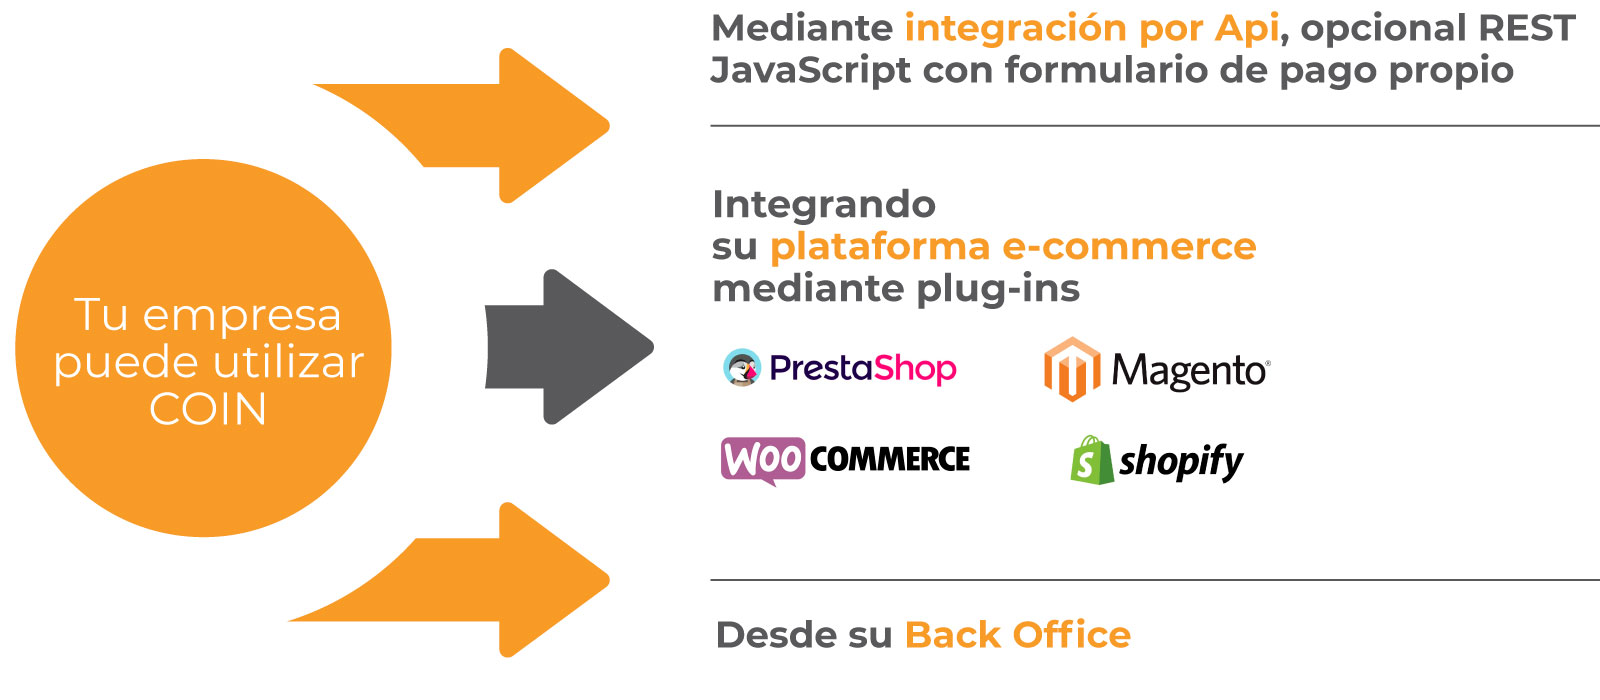 Tu empresa
puede utilizar
COIN
Mediante integración por Api, opcional REST
JavaScript con formulario de pago propio
Integrando
su plataforma e-commerce
mediante plug-ins
PrestaShop
Magento®
WOO COMMERCE
S shopify
Desde su Back Office